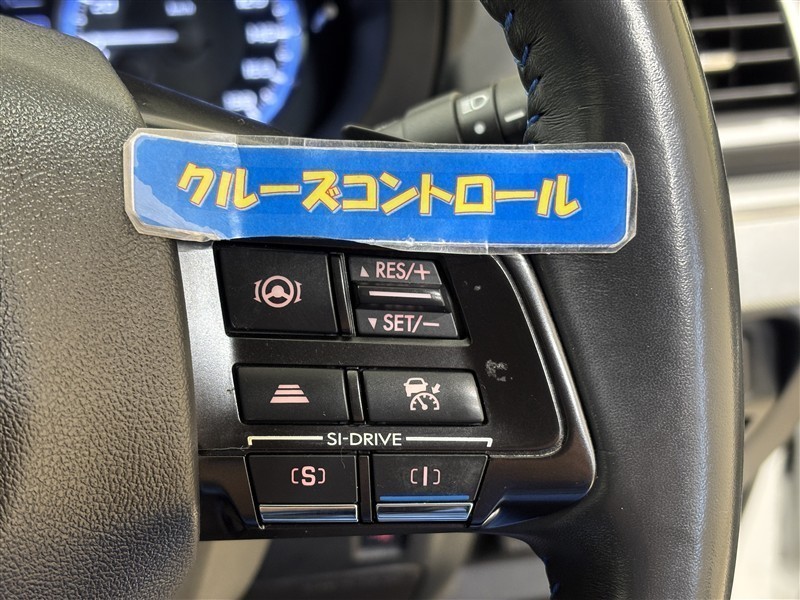 クルーズコントロール
▲ RES/+
▼ SET/−
SI-DRIVE
[S] [I]